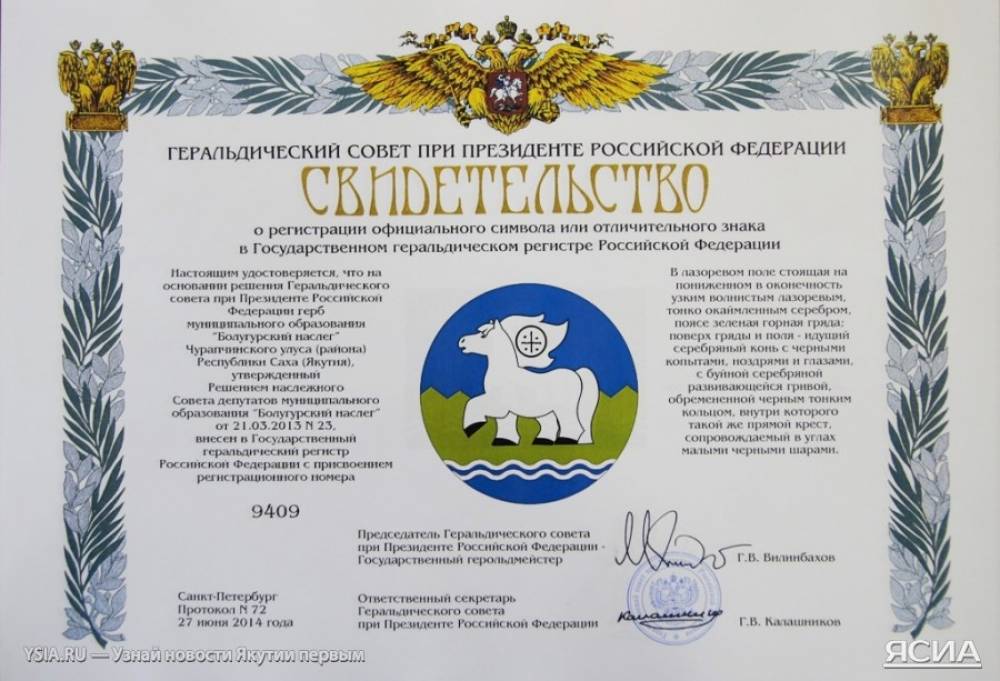 ГЕРАЛЬДИЧЕСКИЙ СОВЕТ ПРИ ПРЕЗИДЕНТЕ РОССИЙСКОЙ ФЕДЕРАЦИИ
СВИДЕТЕЛЬСТВО
о регистрации официального символа или отличительного знака
в Государственном геральдическом регистре Российской Федерации
Настоящим удостоверяется, что на
основании решения Геральдического
совета при Президенте Российской
Федерации герб
муниципального образования
"Болугурский наслег"
Чурапчинского улуса (района)
Республики Саха (Якутия),
утвержденный
Решением наслежного
Совета депутатов муниципального
образования "Болугурский наслег"
от 21.03.2013 N 23,
внесен в Государственный
геральдический регистр
Российской Федерации с присвоением
регистрационного номера
9409
В лазоревом поле стоящая на
пониженном в оконечность
узким волнистым лазоревым,
тонко окаймленным серебром,
поясе зеленая горная гряда;
поверх гряды и поля - идущий
серебряный конь с черными
копытами, ноздрями и глазами,
с буйной серебряной
развивающейся гривой,
обремененной черным тонким
кольцом, внутри которого
такой же прямой крест,
сопровождаемый в углах
малыми черными шарами.
Председатель Геральдического совета
при Президенте Российской Федерации -
Государственный герольдмейстер
Г.В. Вилинбахов
Санкт-Петербург
Протокол N 72
27 июня 2014 года
Ответственный секретарь
Геральдического совета
при Президенте Российской Федерации
Г.В. Калашников
YSIA.RU — Узнай новости Якутии первым
ЯСИА